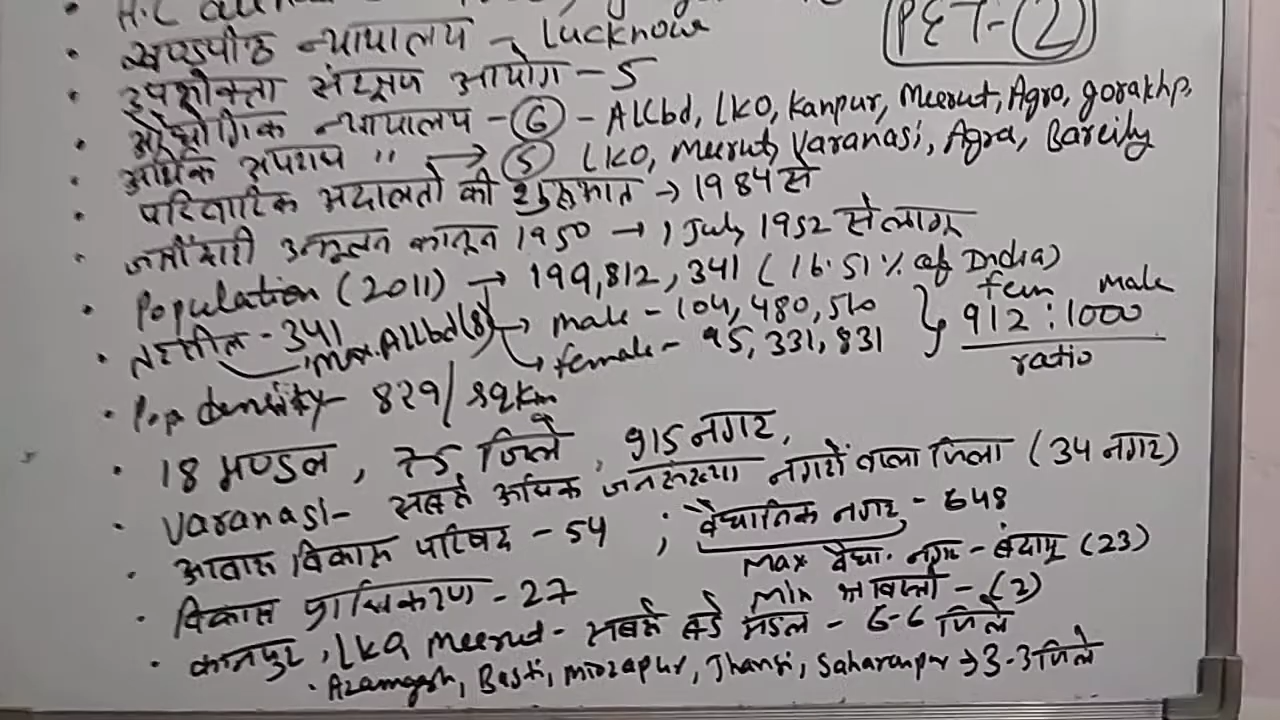 H.C
PET-(2)
खण्डपीठ न्यायालय - Lucknow
उपभोक्ता संरक्षण आयोग - 5
औद्योगिक न्यायालय - (6) - Allbd, LKO, Kanpur, Meerut, Agra, gorakhp.
आर्थिक अपराध " → (5) LKO, Meerut, Varanasi, Agra, Bareily
परिवारिक अदालतो की शुरूआत → 1984 से
जमींदारी उन्मूलन कानून 1950 → 1 July 1952 से लागू
Population (2011) → 199,812,341 (16.51% of India)
→ male - 104,480,510
→ female - 95,331,831
fem male
912 : 1000
ratio
तहसील - 341
Max. Allbd (8)
Pop density - 829/sqkm
18 मण्डल, 75 जिले, 915 नगर,
Varanasi - सबसे अधिक जनसंख्या नगरों वाला जिला (34 नगर)
आवास विकास परिषद - 54 ; वैधानिक नगर - 648
Max वैधा. नगर - बदायू (23)
विकास प्राधिकरण - 27
Min श्रावस्ती - (2)
कानपुर, LKO Meerut - सबसे बडे मंडल - 6-6 जिले
Azamgarh, Basti, Mirzapur, Jhansi, Saharanpur → 3-3 जिले